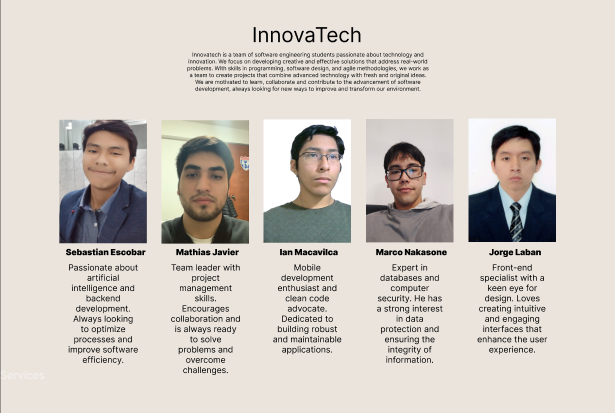 InnovaTech
Innovatech is a team of software engineering students passionate about technology and
innovation. We focus on developing creative and effective solutions that address real-world
problems. With skills in programming, software design, and agile methodologies, we work as
a team to create projects that combine advanced technology with fresh and original ideas.
We are motivated to learn, collaborate and contribute to the advancement of software
development, always looking for new ways to improve and transform our environment.
Sebastian Escobar
Passionate about
artificial
intelligence and
backend
development.
Always looking
to optimize
processes and
improve software
efficiency.
Mathias Javier
Team leader with
project
management
skills.
Encourages
collaboration and
is always ready
to solve
problems and
overcome
challenges.
Ian Macavilca
Mobile
development
enthusiast and
clean code
advocate.
Dedicated to
building robust
and maintainable
applications.
Marco Nakasone
Expert in
databases and
computer
security. He has
a strong interest
in data
protection and
ensuring the
integrity of
information.
Jorge Laban
Front-end
specialist with a
keen eye for
design. Loves
creating intuitive
and engaging
interfaces that
enhance the user
experience.
Services